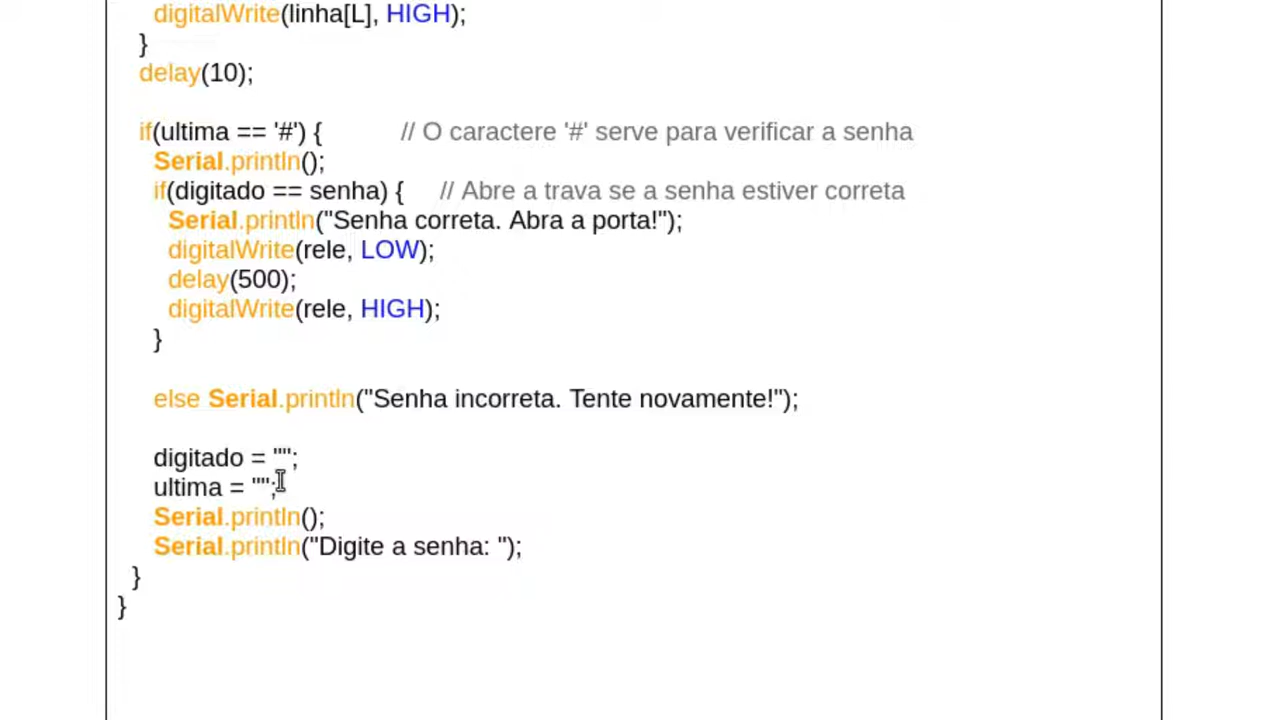 digitalWrite(linha[L], HIGH);
}
delay(10);
if(ultima == '#') { // O caractere '#' serve para verificar a senha
Serial.println();
if(digitado == senha) { // Abre a trava se a senha estiver correta
Serial.println("Senha correta. Abra a porta!");
digitalWrite(rele, LOW);
delay(500);
digitalWrite(rele, HIGH);
}
else Serial.println("Senha incorreta. Tente novamente!");
digitado = "";
ultima = "";
Serial.println();
Serial.println("Digite a senha: ");
}
}